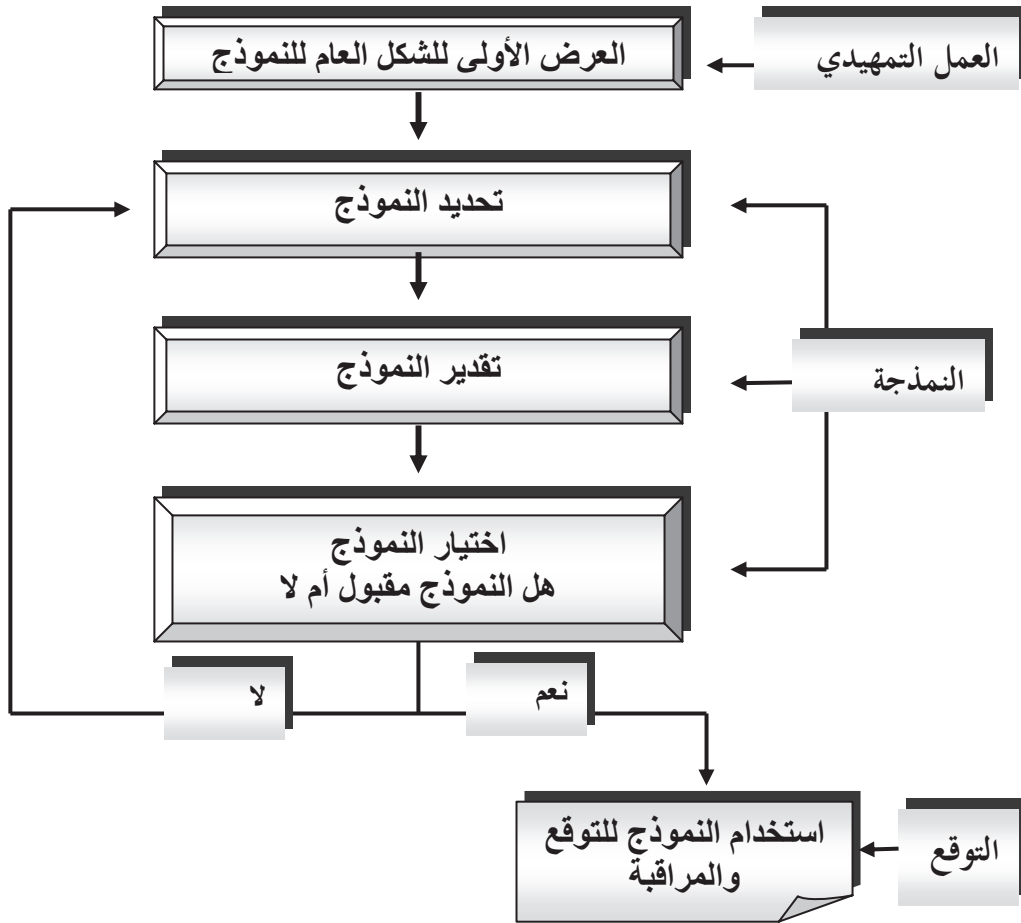 العمل التمهيدي
العرض الأولى للشكل العام للنموذج
تحديد النموذج
تقدير النموذج
النمذجة
اختيار النموذج
هل النموذج مقبول أم لا
نعم
لا
استخدام النموذج للتوقع
والمراقبة
التوقع